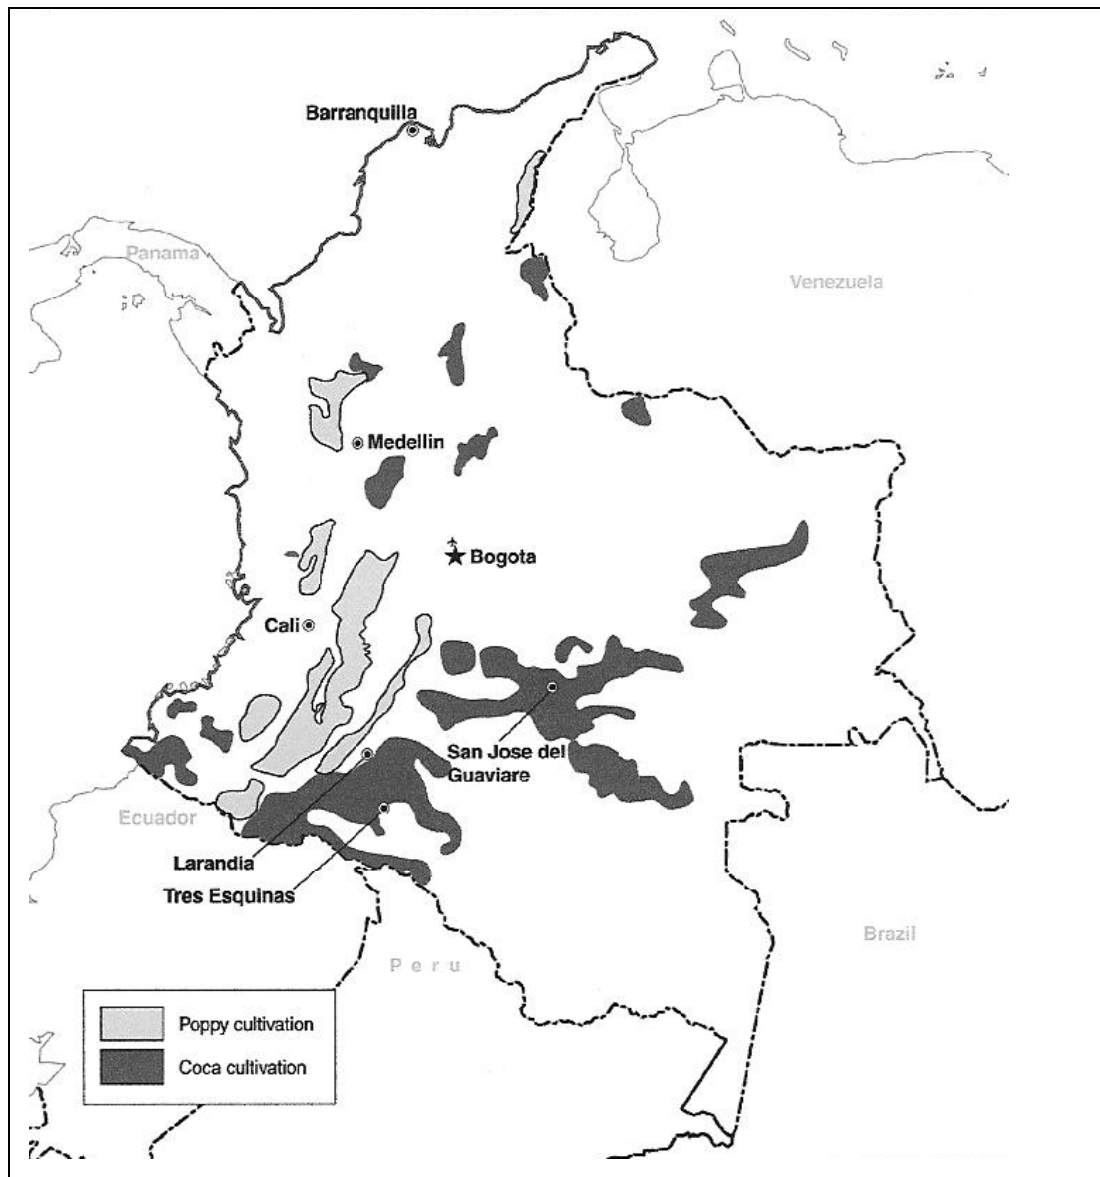 Barranquilla
Panama
Venezuela
Medellin
Bogota
Cali
San Jose del
Guaviare
Ecuador
Larandia
Tres Esquinas
Brazil
Peru
Poppy cultivation
Coca cultivation